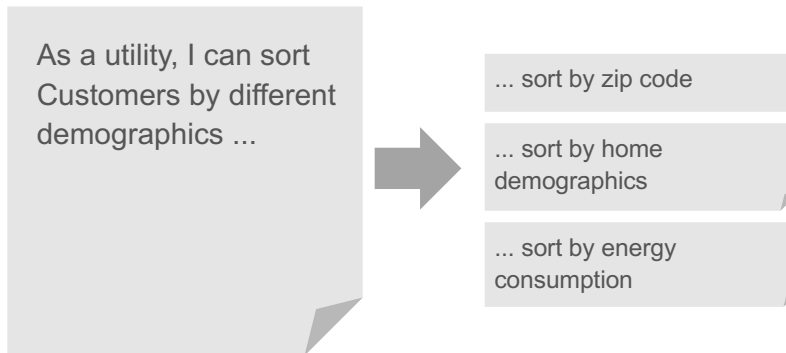 As a utility, I can sort
Customers by different
demographics ...
... sort by zip code
... sort by home
demographics
... sort by energy
consumption